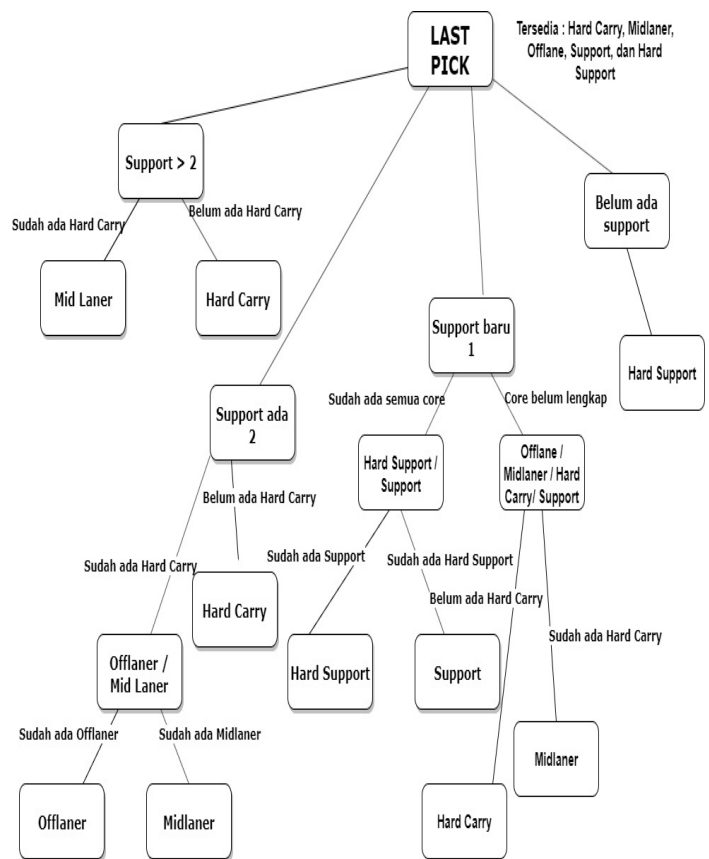 LAST
PICK
Tersedia : Hard Carry, Midlaner,
Offlane, Support, dan Hard
Support
Support > 2
Sudah ada Hard Carry
Belum ada Hard Carry
Mid Laner
Hard Carry
Belum ada
support
Hard Support
Support baru
1
Sudah ada semua core
Core belum lengkap
Support ada
2
Belum ada Hard Carry
Sudah ada Hard Carry
Hard Carry
Hard Support /
Support
Offlane /
Midlaner / Hard
Carry/ Support
Sudah ada Support
Sudah ada Hard Support
Belum ada Hard Carry
Sudah ada Hard Carry
Hard Support
Support
Midlaner
Hard Carry
Offlaner /
Mid Laner
Sudah ada Offlaner
Sudah ada Midlaner
Offlaner
Midlaner